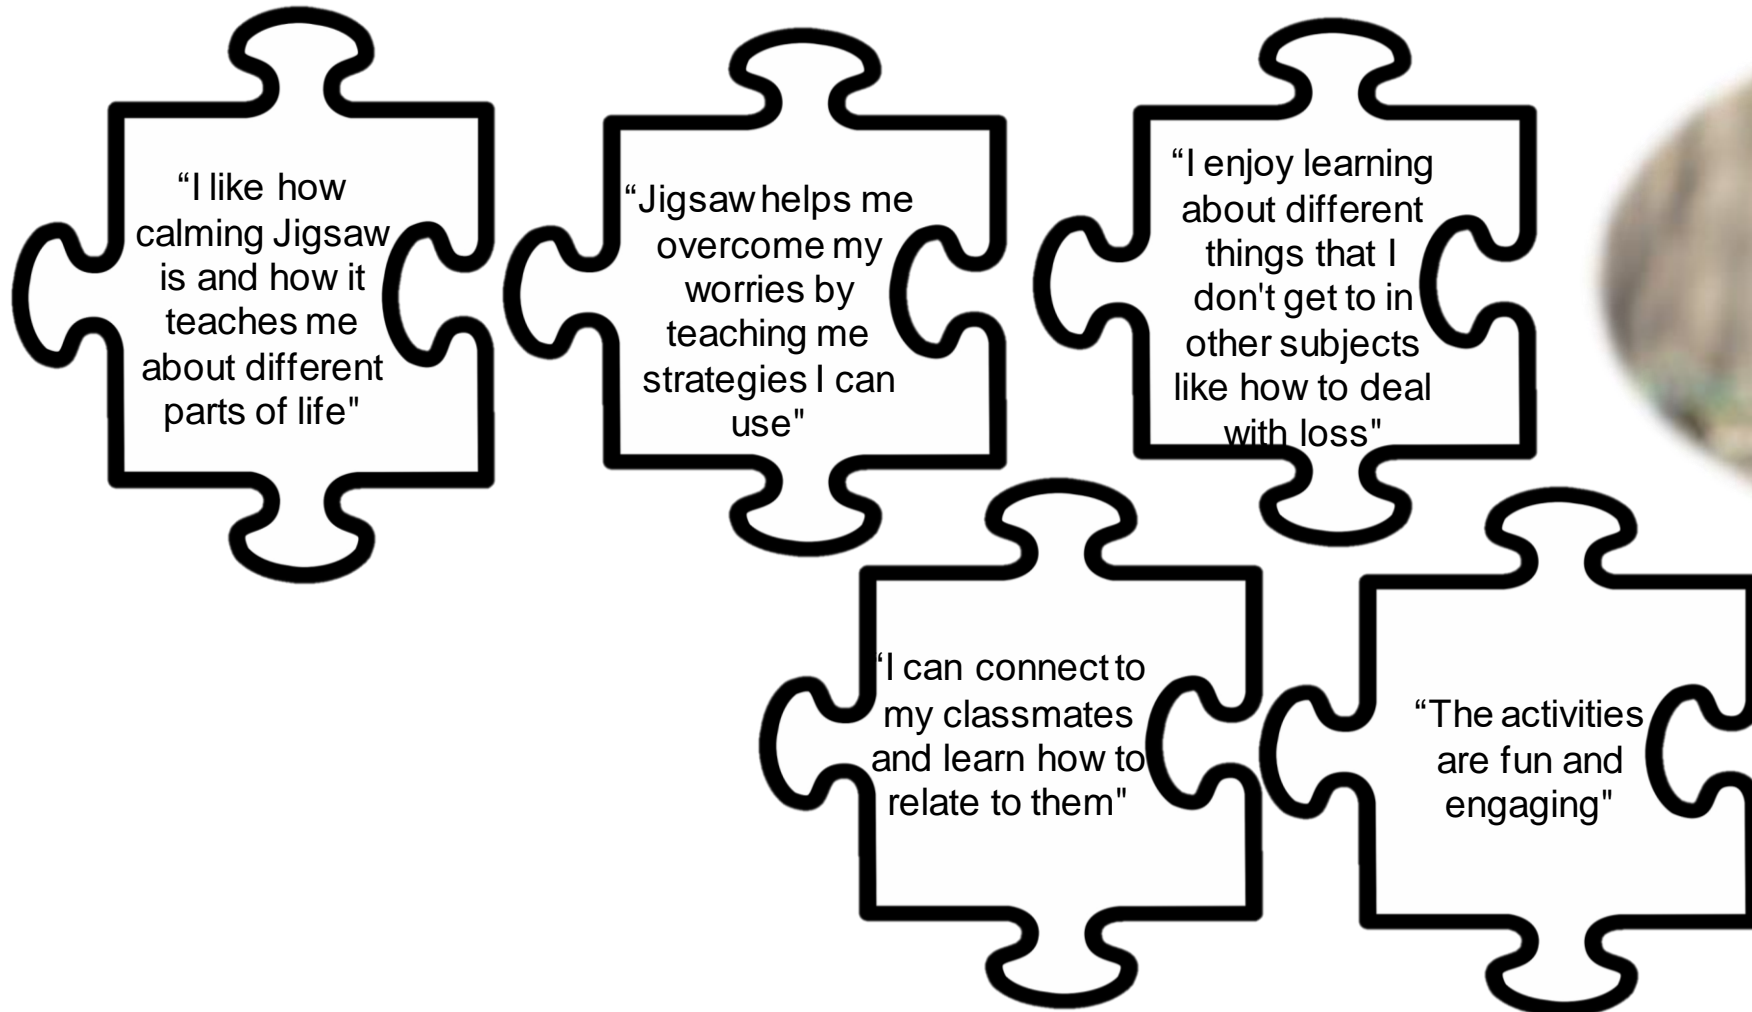 “I like how
calming Jigsaw
is and how it
teaches me
about different
parts of life"
“Jigsaw helps me
overcome my
worries by
teaching me
strategies I can
use"
“I enjoy learning
about different
things that I
don't get to in
other subjects
like how to deal
with loss"
“I can connect to
my classmates
and learn how to
relate to them"
“The activities
are fun and
engaging"